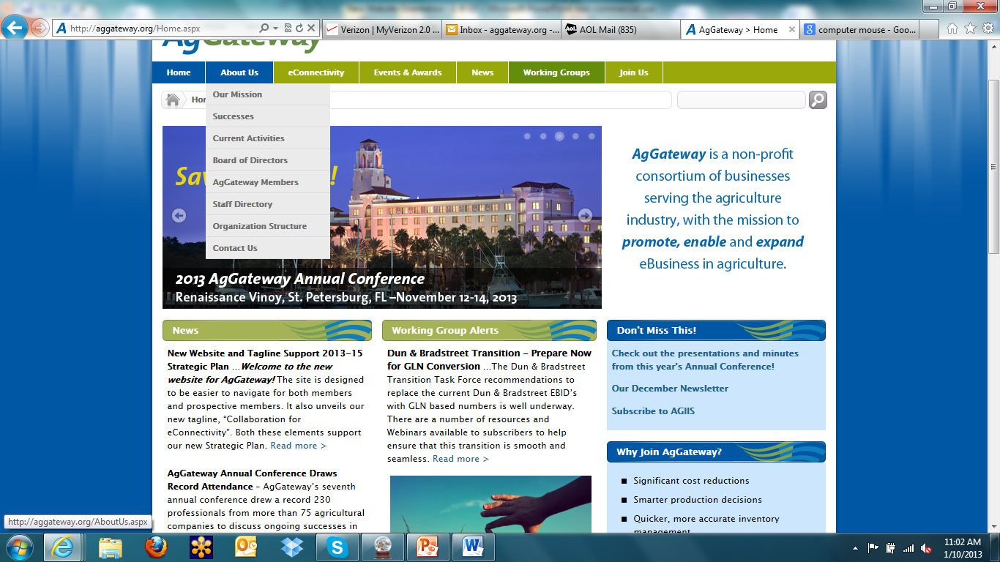 http://aggateway.org/Home.aspx
Verizon | MyVerizon 2.0 ...
Inbox - aggateway.org -...
AOL Mail (835)
AgGateway > Home
computer mouse - Goo...
AgGateway
Home
About Us
eConnectivity
Events & Awards
News
Working Groups
Join Us
Our Mission
Successes
Current Activities
Board of Directors
AgGateway Members
Staff Directory
Organization Structure
Contact Us
2013 AgGateway Annual Conference
Renaissance Vinoy, St. Petersburg, FL –November 12-14, 2013
AgGateway is a non-profit
consortium of businesses
serving the agriculture
industry, with the mission to
promote, enable and expand
eBusiness in agriculture.
News
New Website and Tagline Support 2013-15
Strategic Plan ...Welcome to the new
website for AgGateway! The site is designed
to be easier to navigate for both members
and prospective members. It also unveils our
new tagline, “Collaboration for
eConnectivity”. Both these elements support
our new Strategic Plan. Read more >
AgGateway Annual Conference Draws
Record Attendance – AgGateway’s seventh
annual conference drew a record 230
professionals from more than 75 agricultural
companies to discuss ongoing successes in
Working Group Alerts
Dun & Bradstreet Transition – Prepare Now
for GLN Conversion ...The Dun & Bradstreet
Transition Task Force recommendations to
replace the current Dun & Bradstreet EBID’s
with GLN based numbers is well underway.
There are a number of resources and
Webinars available to subscribers to help
ensure that this transition is smooth and
seamless. Read more >
Don't Miss This!
Check out the presentations and minutes
from this year's Annual Conference!
Our December Newsletter
Subscribe to AGIIS
Why Join AgGateway?
Significant cost reductions
Smarter production decisions
Quicker, more accurate inventory
management
http://aggateway.org/AboutUs.aspx
11:02 AM
1/10/2013